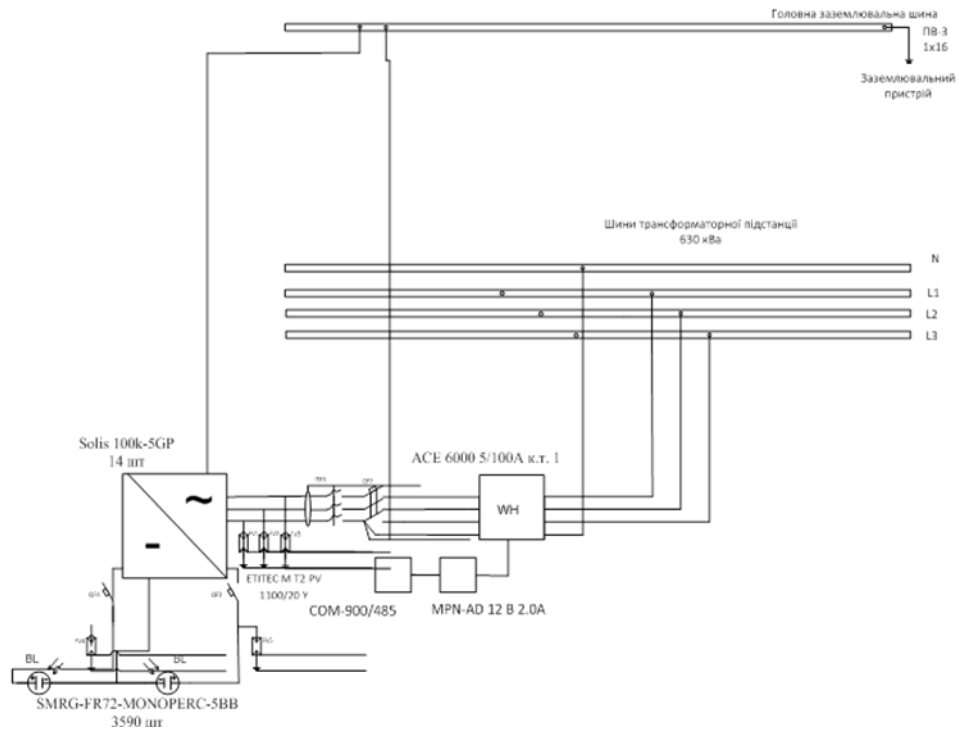 Головна заземлювальна шина
ПВ-3
1х16
Заземлювальний
пристрій
Шини трансформаторної підстанції
630 кВа
N
L1
L2
L3
Solis 100k-5GP
14 шт
ACE 6000 5/100А к.т. 1
WH
ETITEC M T2 PV
1100/20 Y
COM-900/485
MPN-AD 12 В 2.0А
BL
BL
SMRG-FR72-MONOPERC-5BB
3590 шт